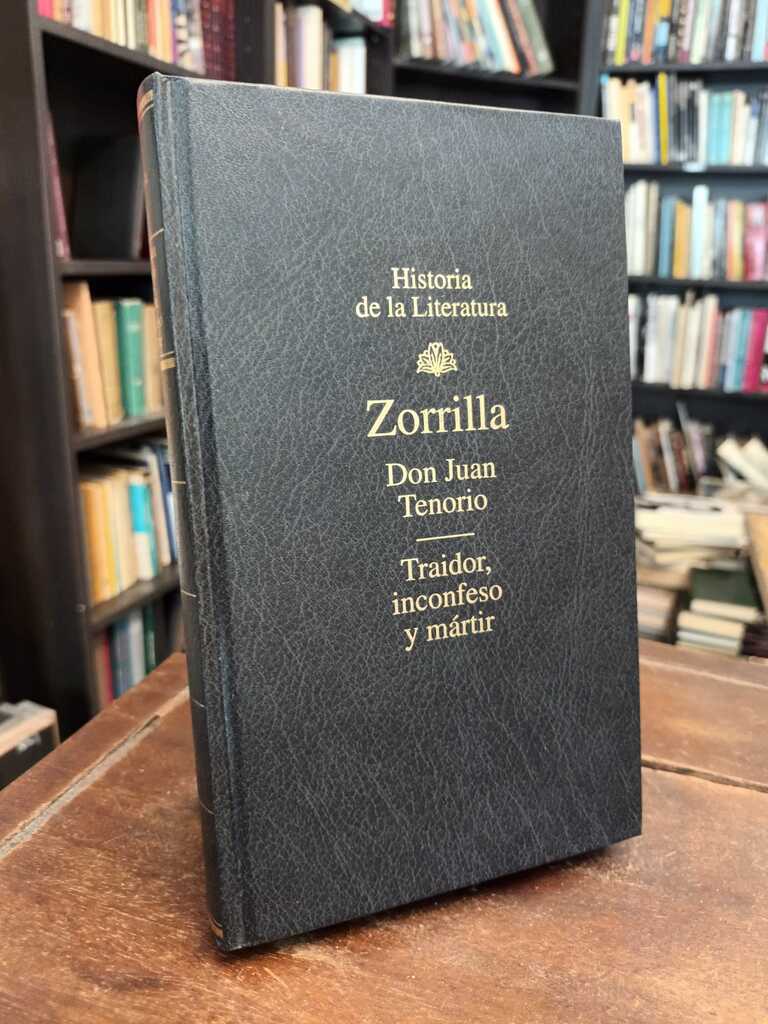 Historia
de la Literatura
Zorrilla
Don Juan
Tenorio
Traidor,
inconfeso
y mártir